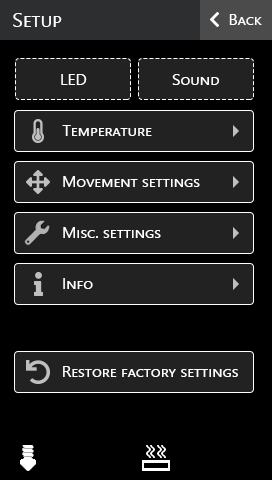 Setup
Back
LED
Sound
Temperature
Movement settings
Misc. settings
Info
Restore factory settings